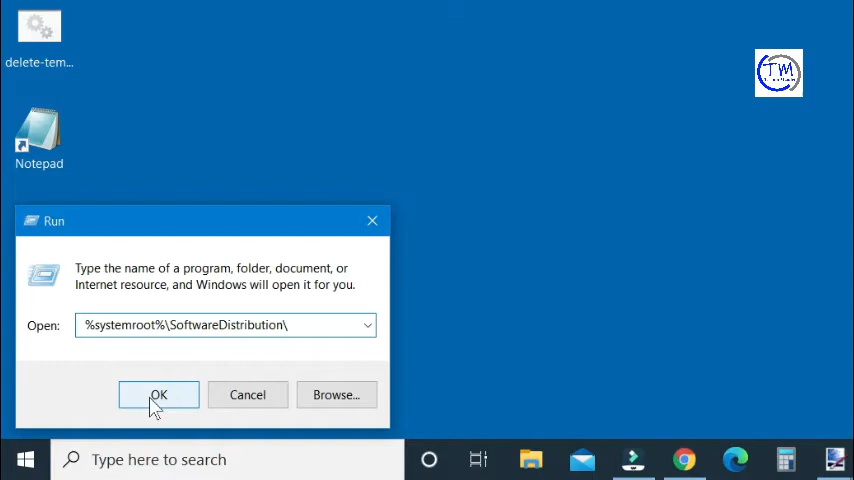 delete-tem...
TM
Notepad
Run
Type the name of a program, folder, document, or
Internet resource, and Windows will open it for you.
Open: %systemroot%\SoftwareDistribution\
OK Cancel Browse...
Type here to search